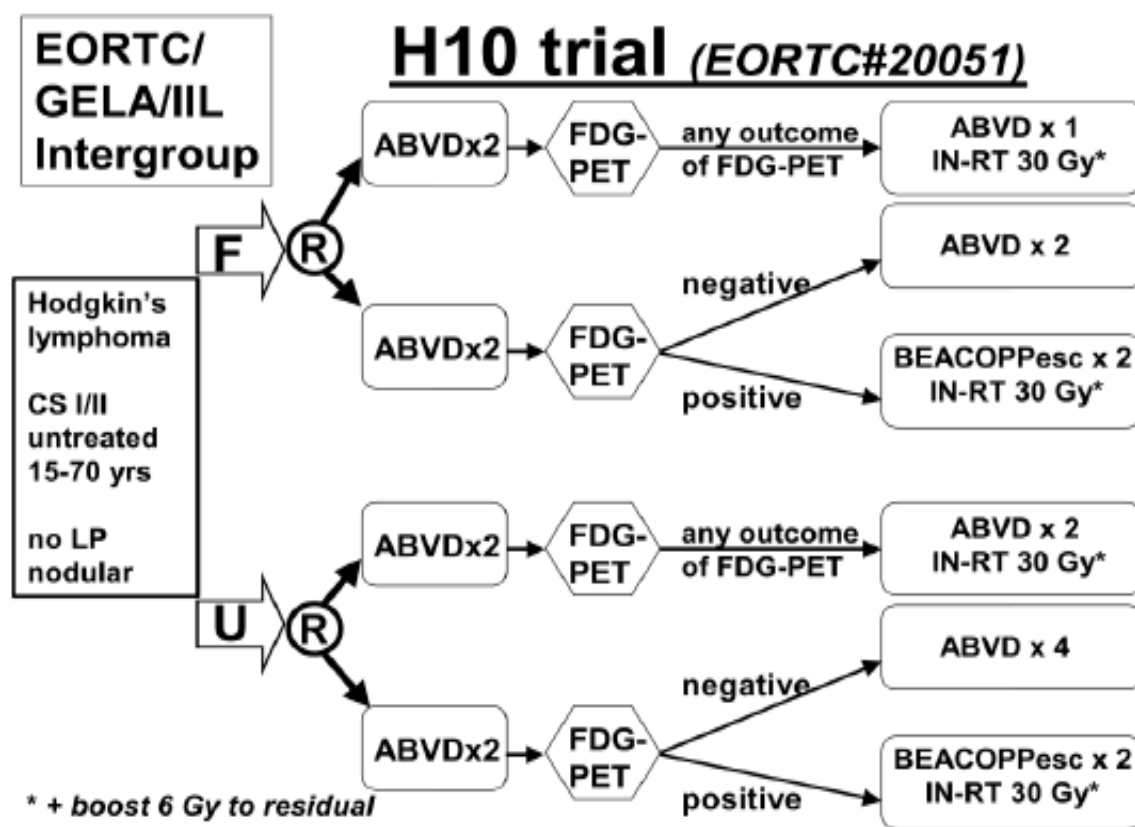 EORTC/
GELA/IIL
Intergroup
H10 trial (EORTC#20051)
F
R
ABVDx2
FDG-
PET
any outcome
of FDG-PET
ABVD x 1
IN-RT 30 Gy*
ABVDx2
FDG-
PET
negative
ABVD x 2
positive
BEACOPPesc x 2
IN-RT 30 Gy*
Hodgkin's
lymphoma
CS I/II
untreated
15-70 yrs
no LP
nodular
U
R
ABVDx2
FDG-
PET
any outcome
of FDG-PET
ABVD x 2
IN-RT 30 Gy*
ABVDx2
FDG-
PET
negative
ABVD x 4
positive
BEACOPPesc x 2
IN-RT 30 Gy*
* + boost 6 Gy to residual